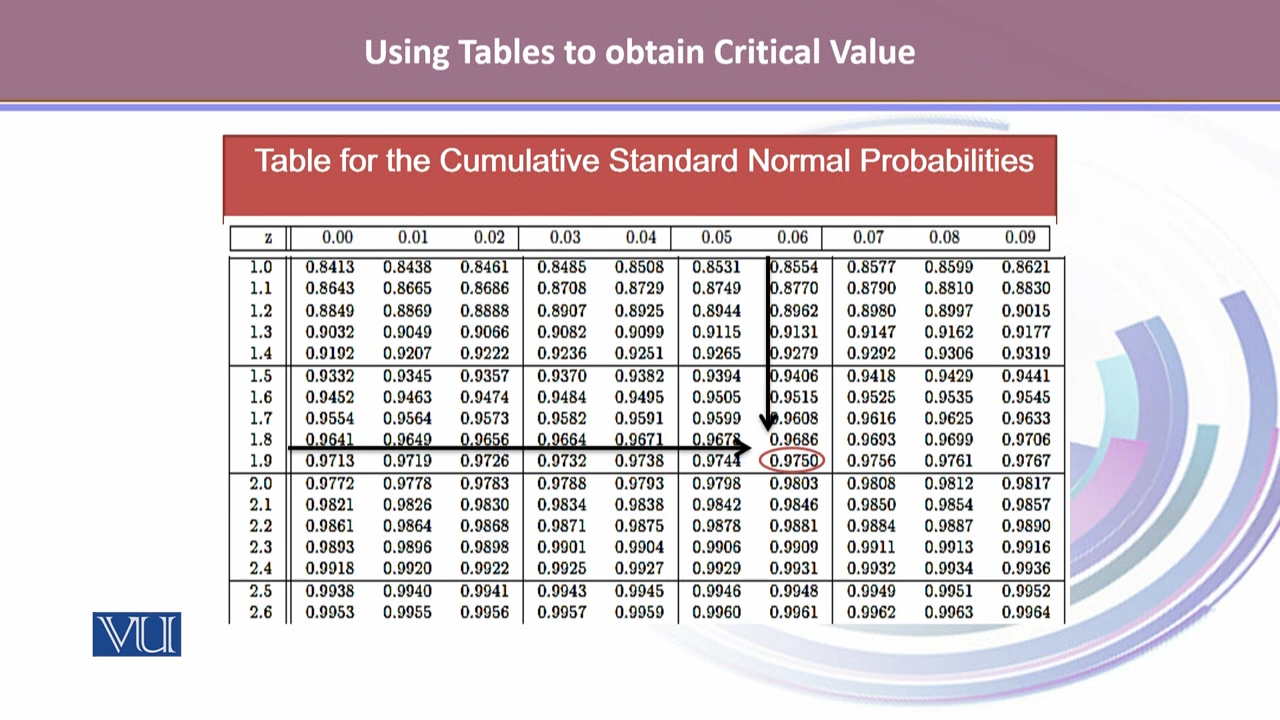 Using Tables to obtain Critical Value
Table for the Cumulative Standard Normal Probabilities
z 0.00 0.01 0.02 0.03 0.04 0.05 0.06 0.07 0.08 0.09
1.0 0.8413 0.8438 0.8461 0.8485 0.8508 0.8531 0.8554 0.8577 0.8599 0.8621
1.1 0.8643 0.8665 0.8686 0.8708 0.8729 0.8749 0.8770 0.8790 0.8810 0.8830
1.2 0.8849 0.8869 0.8888 0.8907 0.8925 0.8944 0.8962 0.8980 0.8997 0.9015
1.3 0.9032 0.9049 0.9066 0.9082 0.9099 0.9115 0.9131 0.9147 0.9162 0.9177
1.4 0.9192 0.9207 0.9222 0.9236 0.9251 0.9265 0.9279 0.9292 0.9306 0.9319
1.5 0.9332 0.9345 0.9357 0.9370 0.9382 0.9394 0.9406 0.9418 0.9429 0.9441
1.6 0.9452 0.9463 0.9474 0.9484 0.9495 0.9505 0.9515 0.9525 0.9535 0.9545
1.7 0.9554 0.9564 0.9573 0.9582 0.9591 0.9599 0.9608 0.9616 0.9625 0.9633
1.8 0.9641 0.9649 0.9656 0.9664 0.9671 0.9678 0.9686 0.9693 0.9699 0.9706
1.9 0.9713 0.9719 0.9726 0.9732 0.9738 0.9744 0.9750 0.9756 0.9761 0.9767
2.0 0.9772 0.9778 0.9783 0.9788 0.9793 0.9798 0.9803 0.9808 0.9812 0.9817
2.1 0.9821 0.9826 0.9830 0.9834 0.9838 0.9842 0.9846 0.9850 0.9854 0.9857
2.2 0.9861 0.9864 0.9868 0.9871 0.9875 0.9878 0.9881 0.9884 0.9887 0.9890
2.3 0.9893 0.9896 0.9898 0.9901 0.9904 0.9906 0.9909 0.9911 0.9913 0.9916
2.4 0.9918 0.9920 0.9922 0.9925 0.9927 0.9929 0.9931 0.9932 0.9934 0.9936
2.5 0.9938 0.9940 0.9941 0.9943 0.9945 0.9946 0.9948 0.9949 0.9951 0.9952
2.6 0.9953 0.9955 0.9956 0.9957 0.9959 0.9960 0.9961 0.9962 0.9963 0.9964
VU